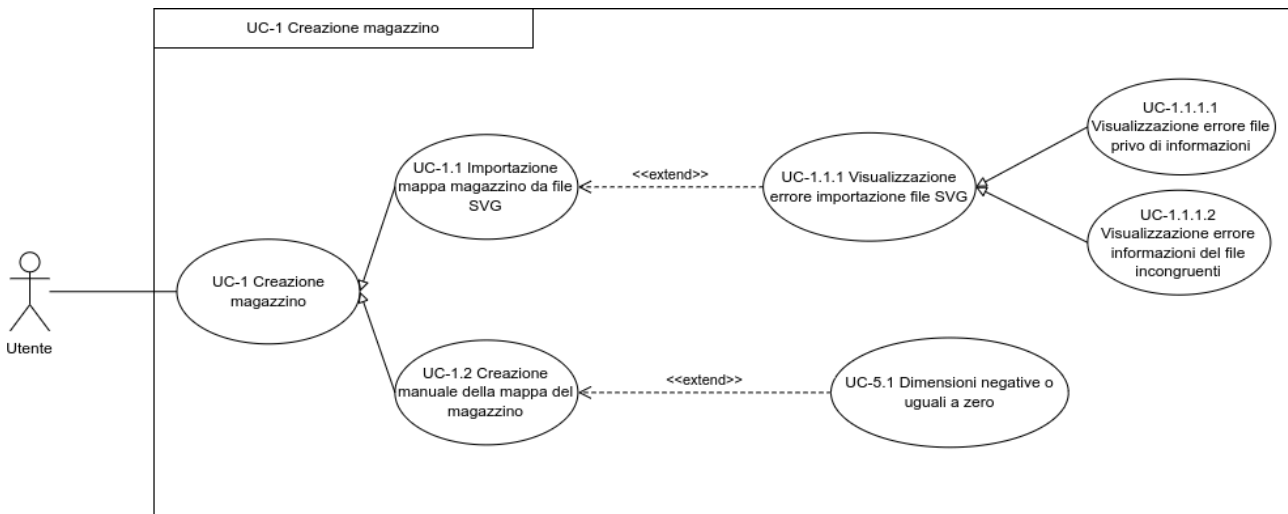 UC-1 Creazione magazzino
UC-1.1.1.1
Visualizzazione errore file
privo di informazioni
UC-1.1 Importazione
mappa magazzino da file
SVG
<<extend>>
UC-1.1.1 Visualizzazione
errore importazione file SVG
UC-1.1.1.2
Visualizzazione errore
informazioni del file
incongruenti
UC-1 Creazione
magazzino
Utente
UC-1.2 Creazione
manuale della mappa del
magazzino
<<extend>>
UC-5.1 Dimensioni negative o
uguali a zero